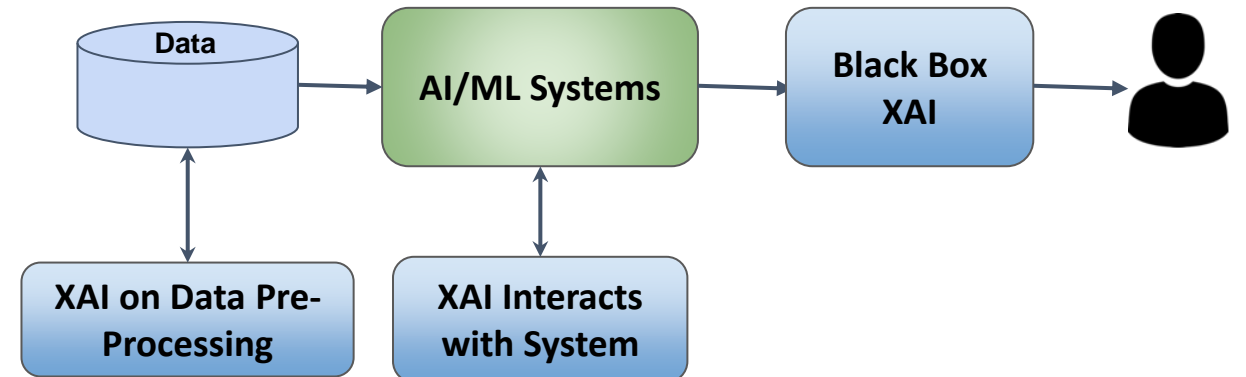 Data
AI/ML Systems
Black Box
XAI
XAI on Data Pre-
Processing
XAI Interacts
with System